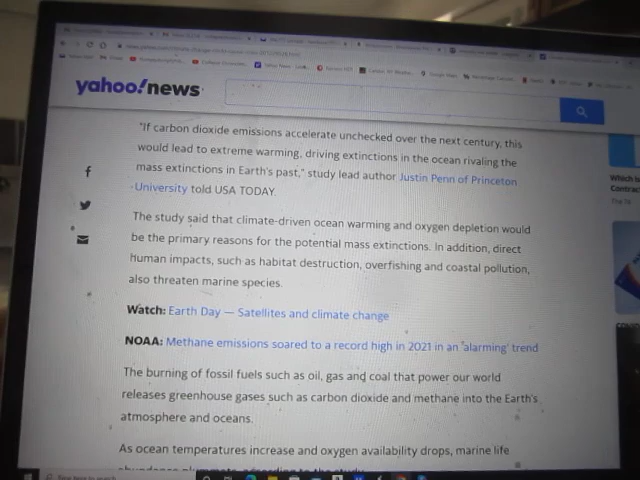 yahoo!news
"If carbon dioxide emissions accelerate unchecked over the next century, this
would lead to extreme warming, driving extinctions in the ocean rivaling the
mass extinctions in Earth's past," study lead author Justin Penn of Princeton
University told USA TODAY.
The study said that climate-driven ocean warming and oxygen depletion would
be the primary reasons for the potential mass extinctions. In addition, direct
human impacts, such as habitat destruction, overfishing and coastal pollution,
also threaten marine species.
Watch: Earth Day — Satellites and climate change
NOAA: Methane emissions soared to a record high in 2021 in an 'alarming' trend
The burning of fossil fuels such as oil, gas and coal that power our world
releases greenhouse gases such as carbon dioxide and methane into the Earth's
atmosphere and oceans.
As ocean temperatures increase and oxygen availability drops, marine life
Which
Contrac